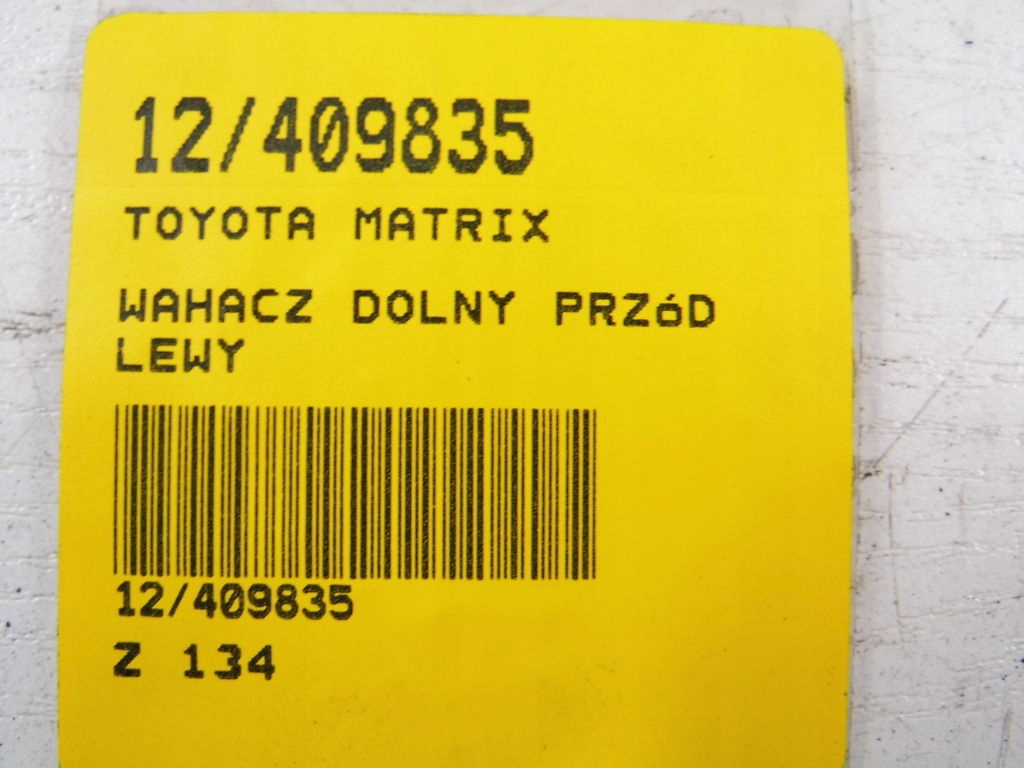 12/409835
TOYOTA MATRIX
WAHACZ DOLNY PRZóD
LEWY
12/409835
Z 134